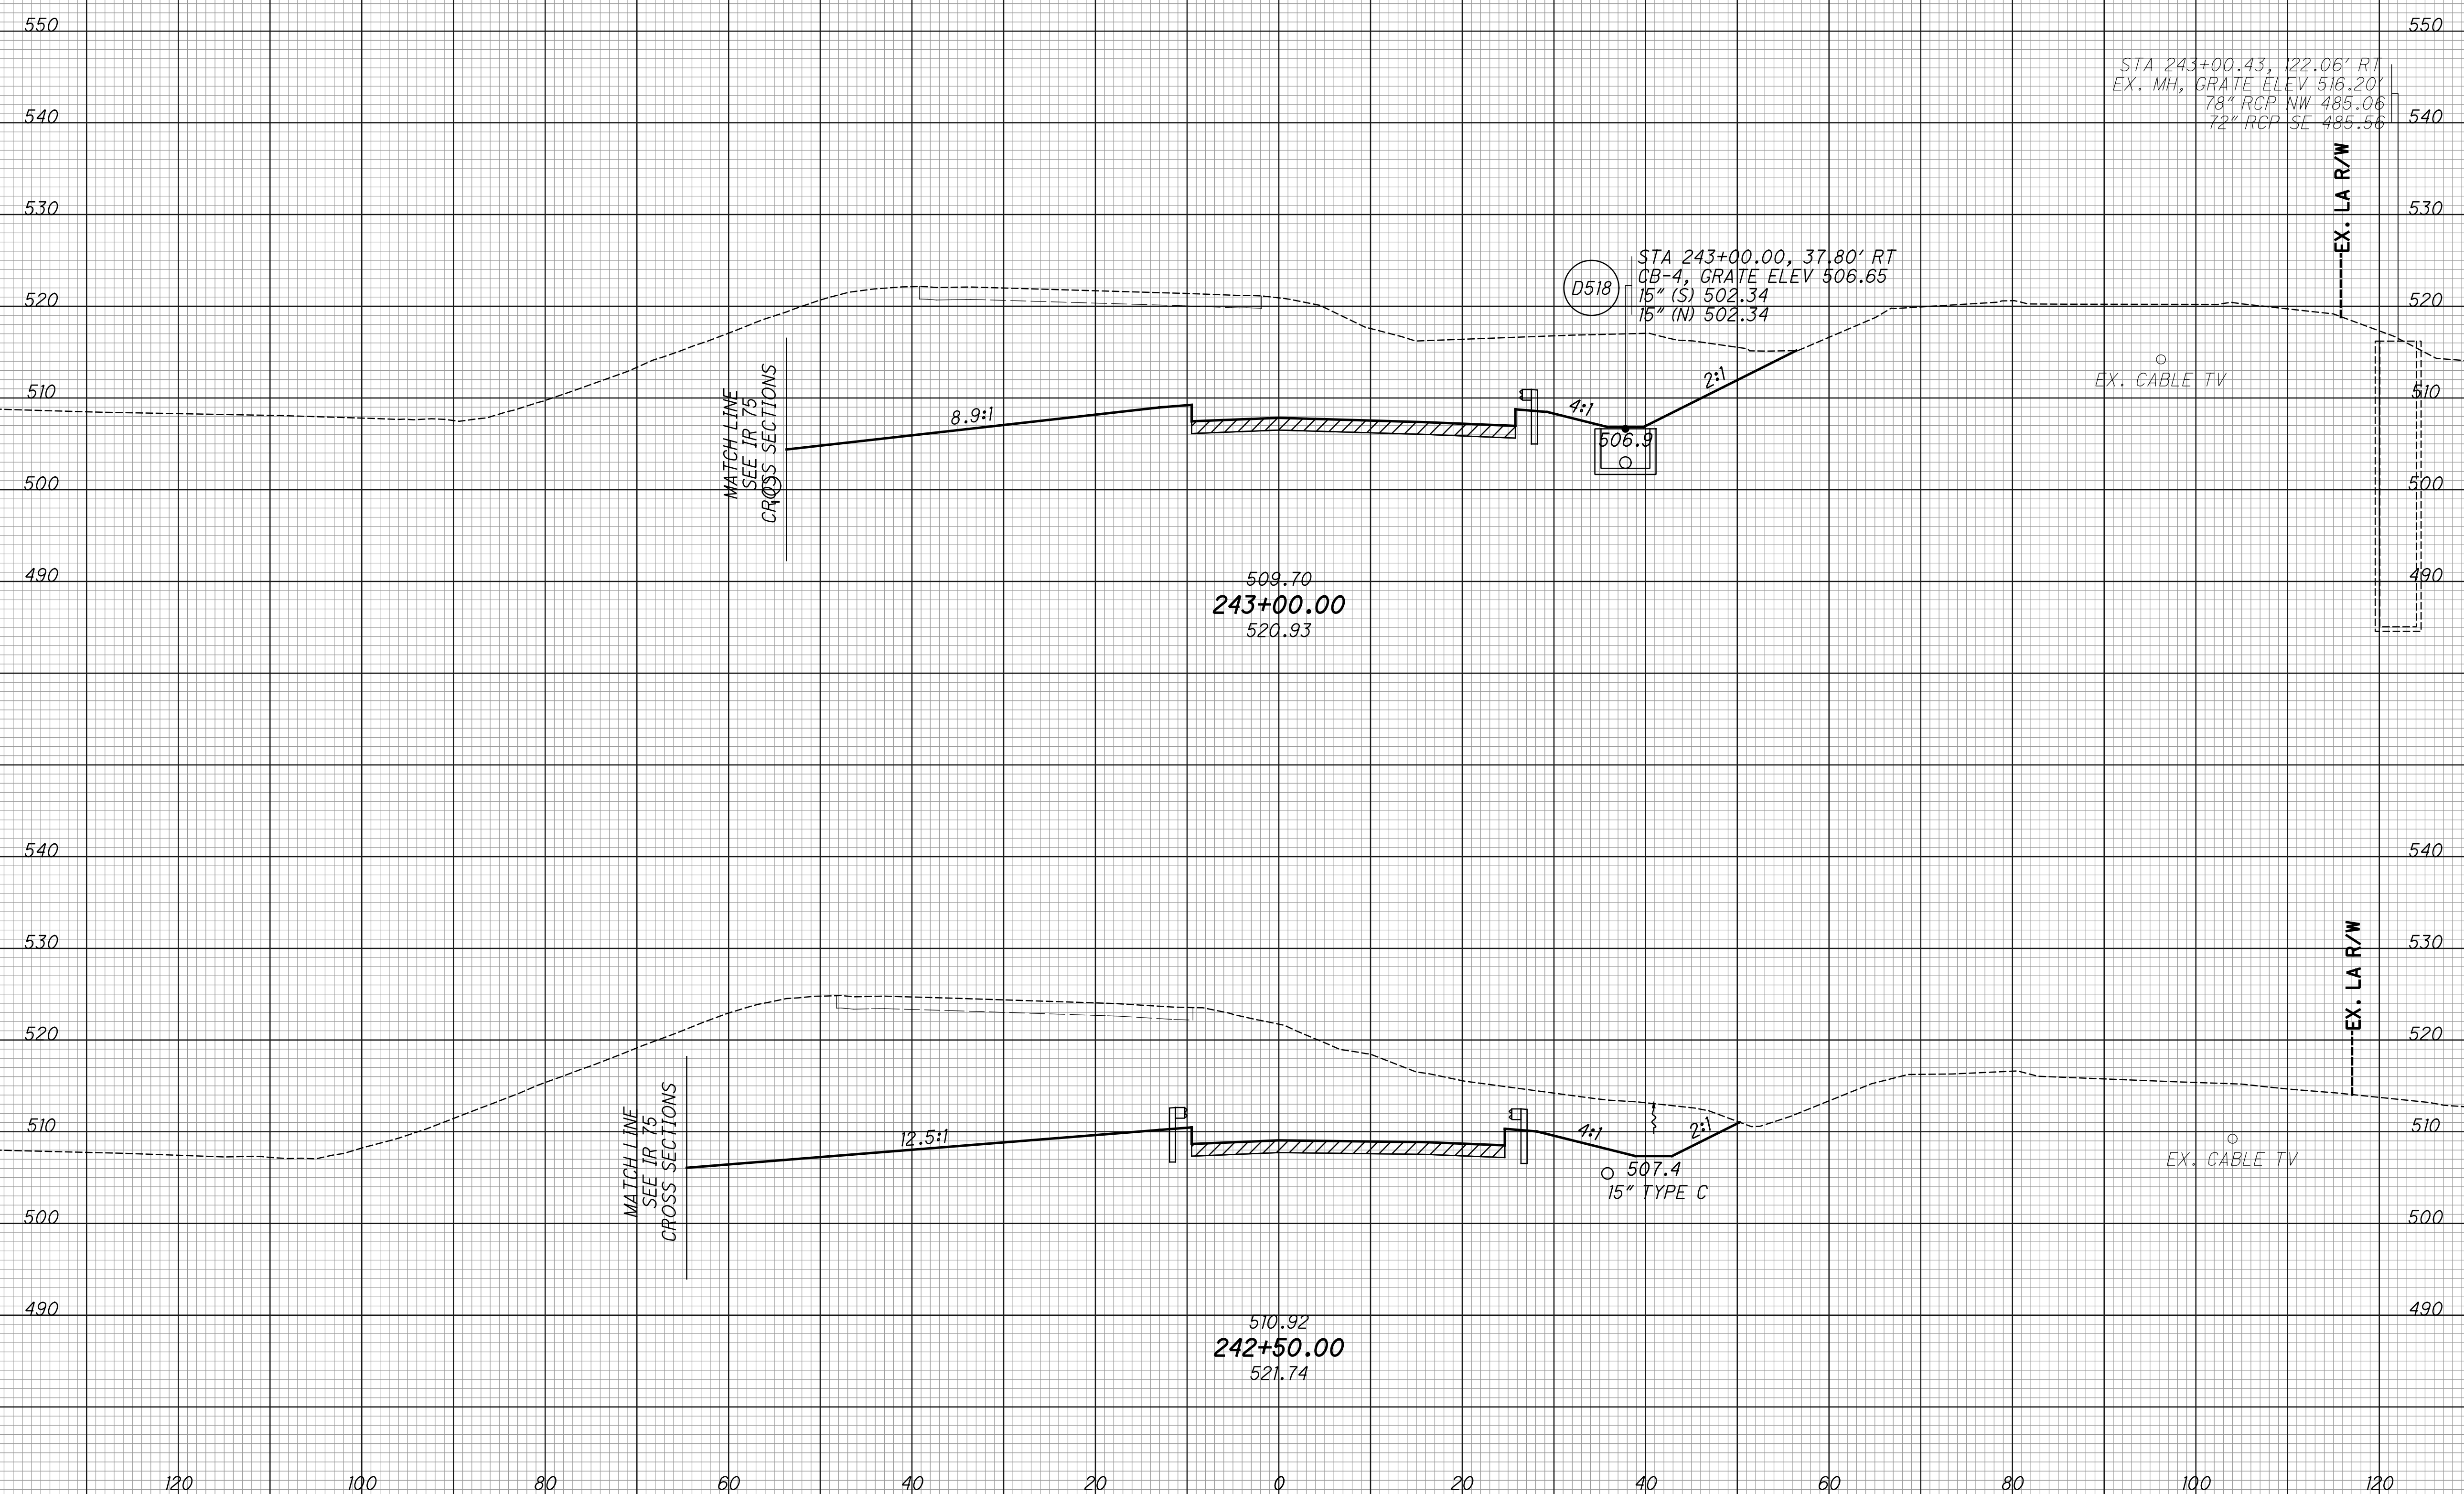 550
550
STA 243+00.43, 122.06' RT
EX. MH, GRATE ELEV 516.20'
78" RCP NW 485.06
72" RCP SE 485.56
540
540
EX. LA R/W
530
530
D518
STA 243+00.00, 37.80' RT
CB-4, GRATE ELEV 506.65
15" (S) 502.34
15" (N) 502.34
520
520
EX. CABLE TV
510
510
MATCH LINE
SEE IR 75
CROSS SECTIONS
8.9:1
4:1
2:1
506.9
500
500
490
490
509.70
243+00.00
520.93
540
540
530
530
EX. LA R/W
520
520
510
510
MATCH LINE
SEE IR 75
CROSS SECTIONS
12.5:1
4:1
2:1
507.4
15" TYPE C
EX. CABLE TV
500
500
490
490
510.92
242+50.00
521.74
120 100 80 60 40 20 0 20 40 60 80 100 120